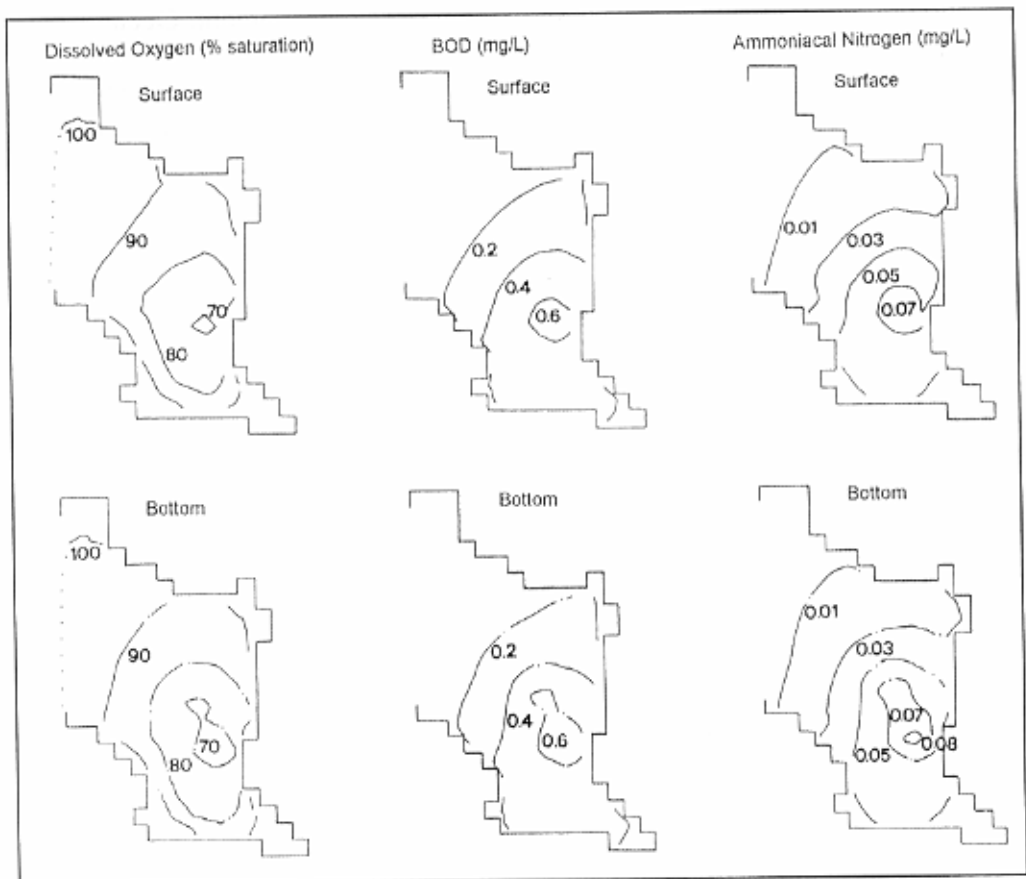 Dissolved Oxygen (% saturation)
BOD (mg/L)
Ammoniacal Nitrogen (mg/L)
Surface
Surface
Surface
100
90
70
80
0.2
0.4
0.6
0.01
0.03
0.05
0.07
Bottom
Bottom
Bottom
100
90
70
80
0.2
0.4
0.6
0.01
0.03
0.07
0.08
0.05